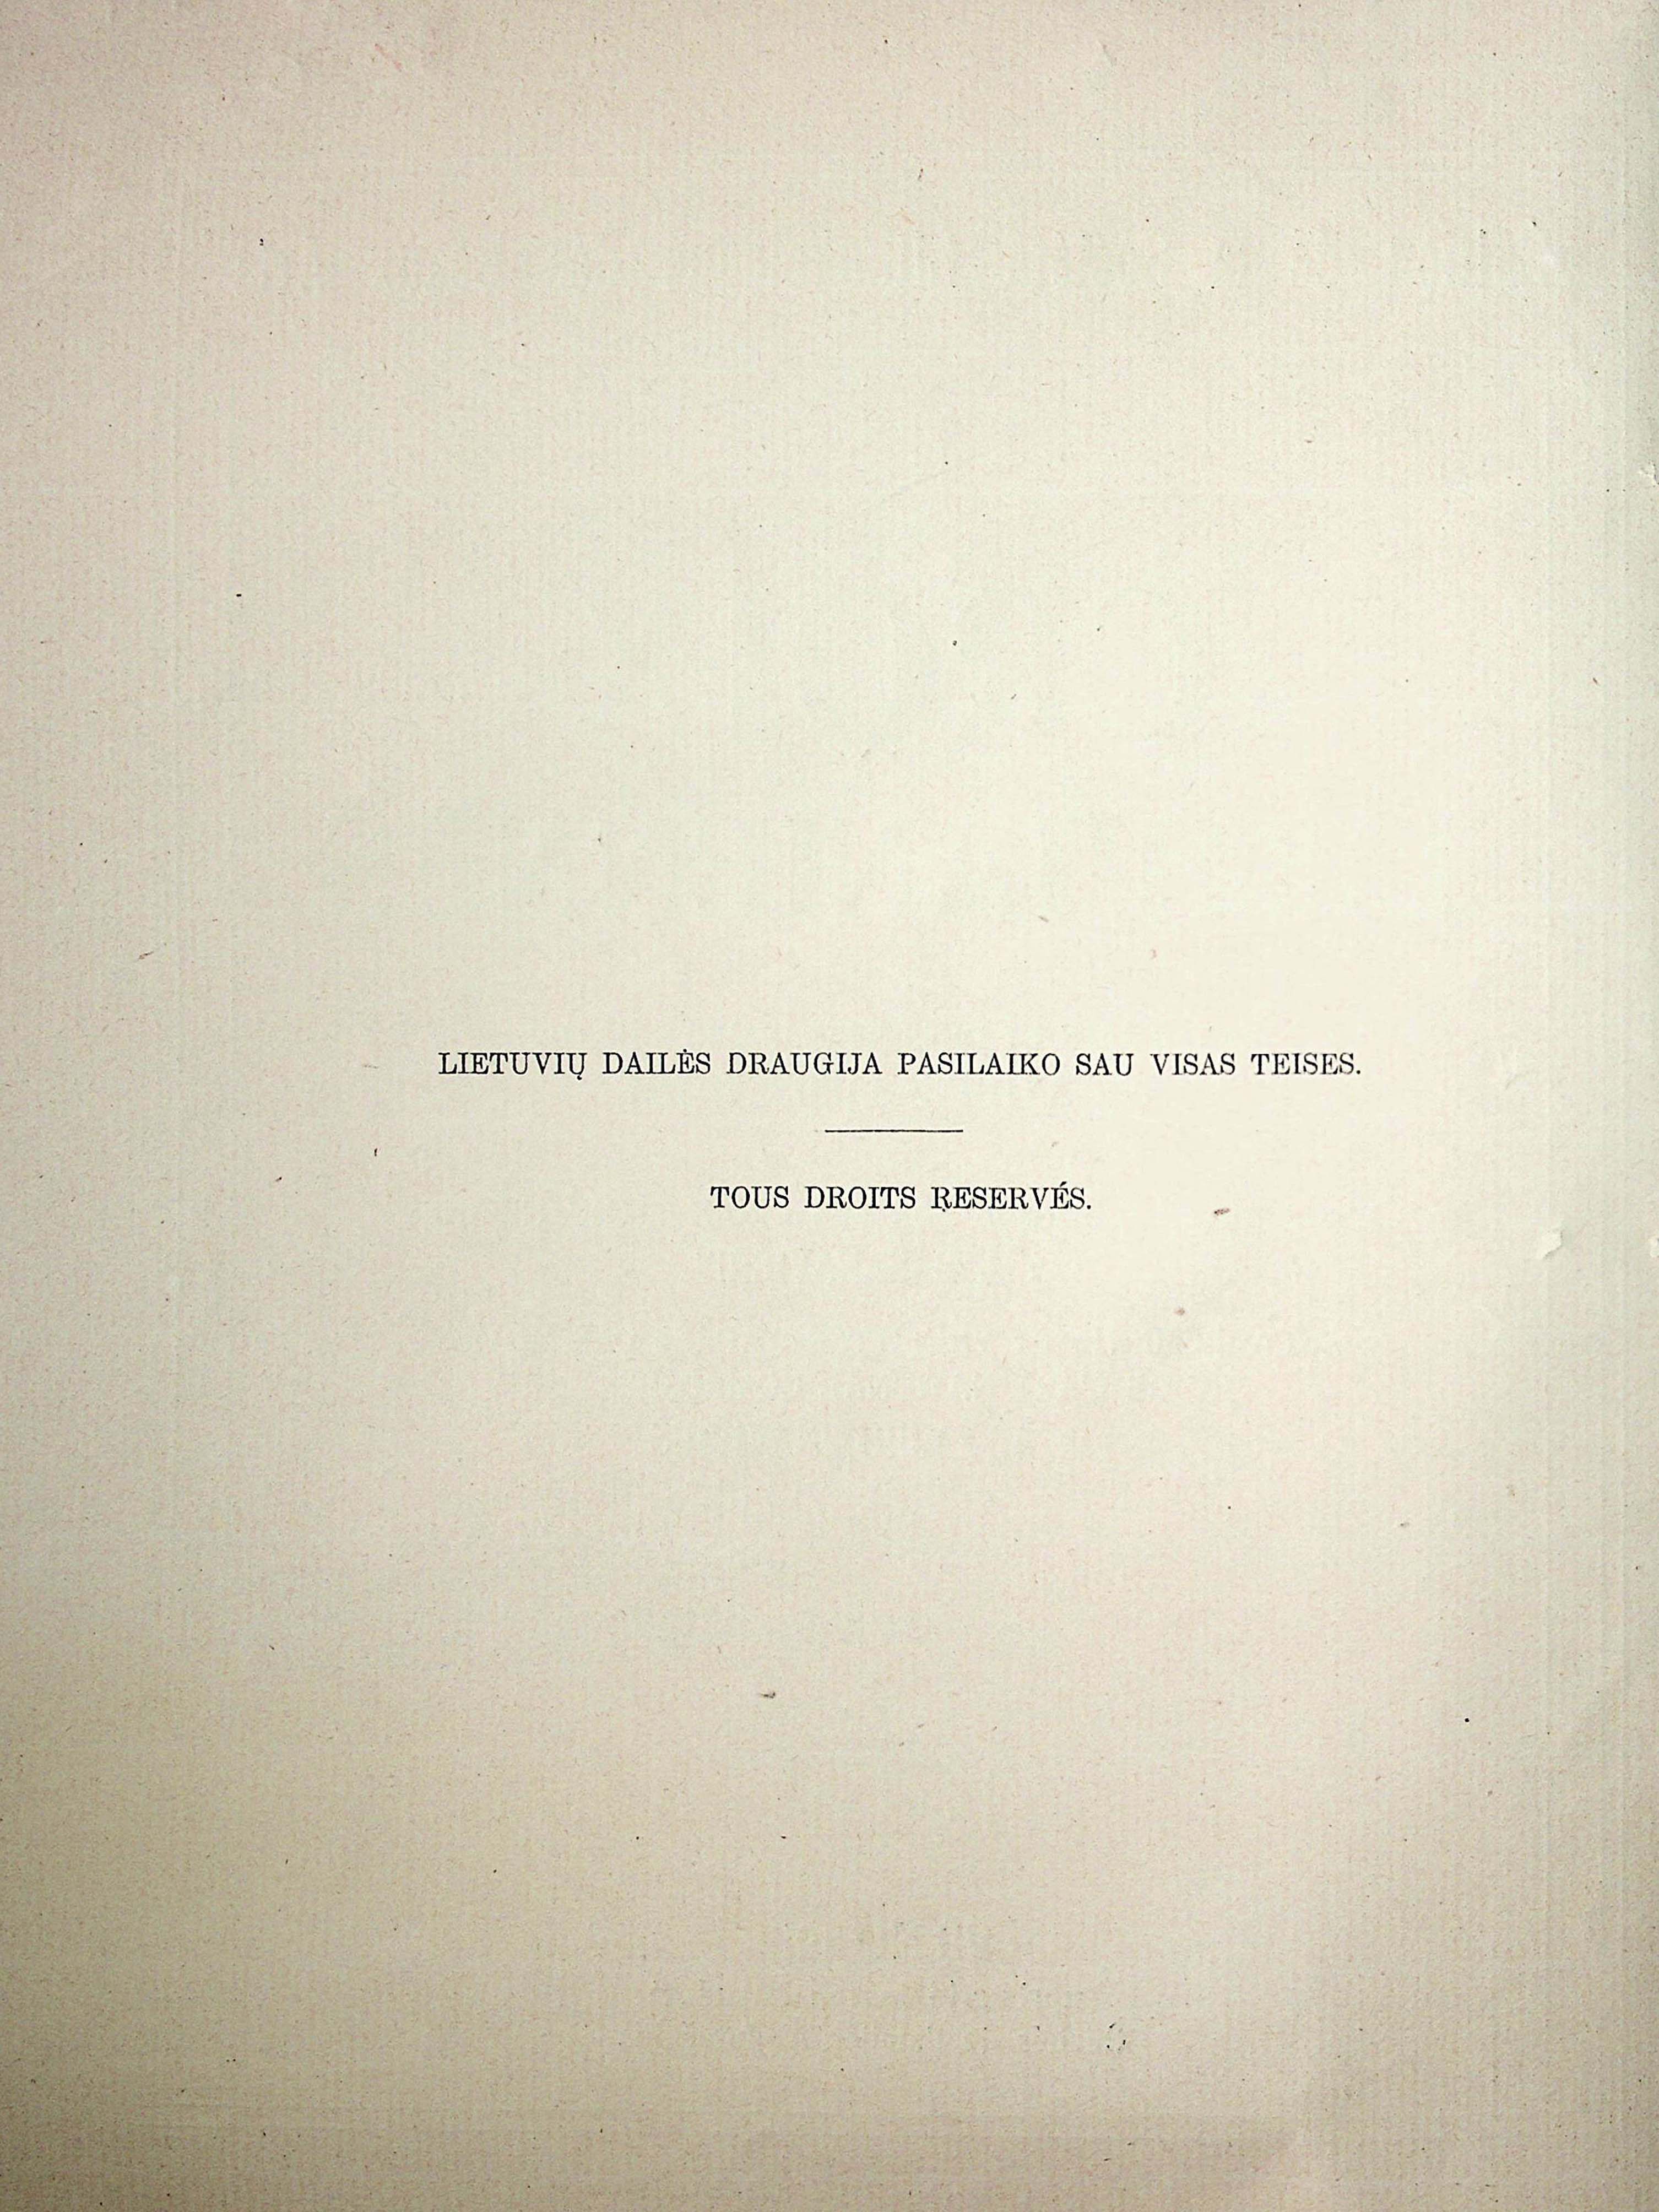 LIETUVIŲ DAILĖS DRAUGIJA PASILAIKO SAU VISAS TEISES.
TOUS DROITS RESERVÉS.